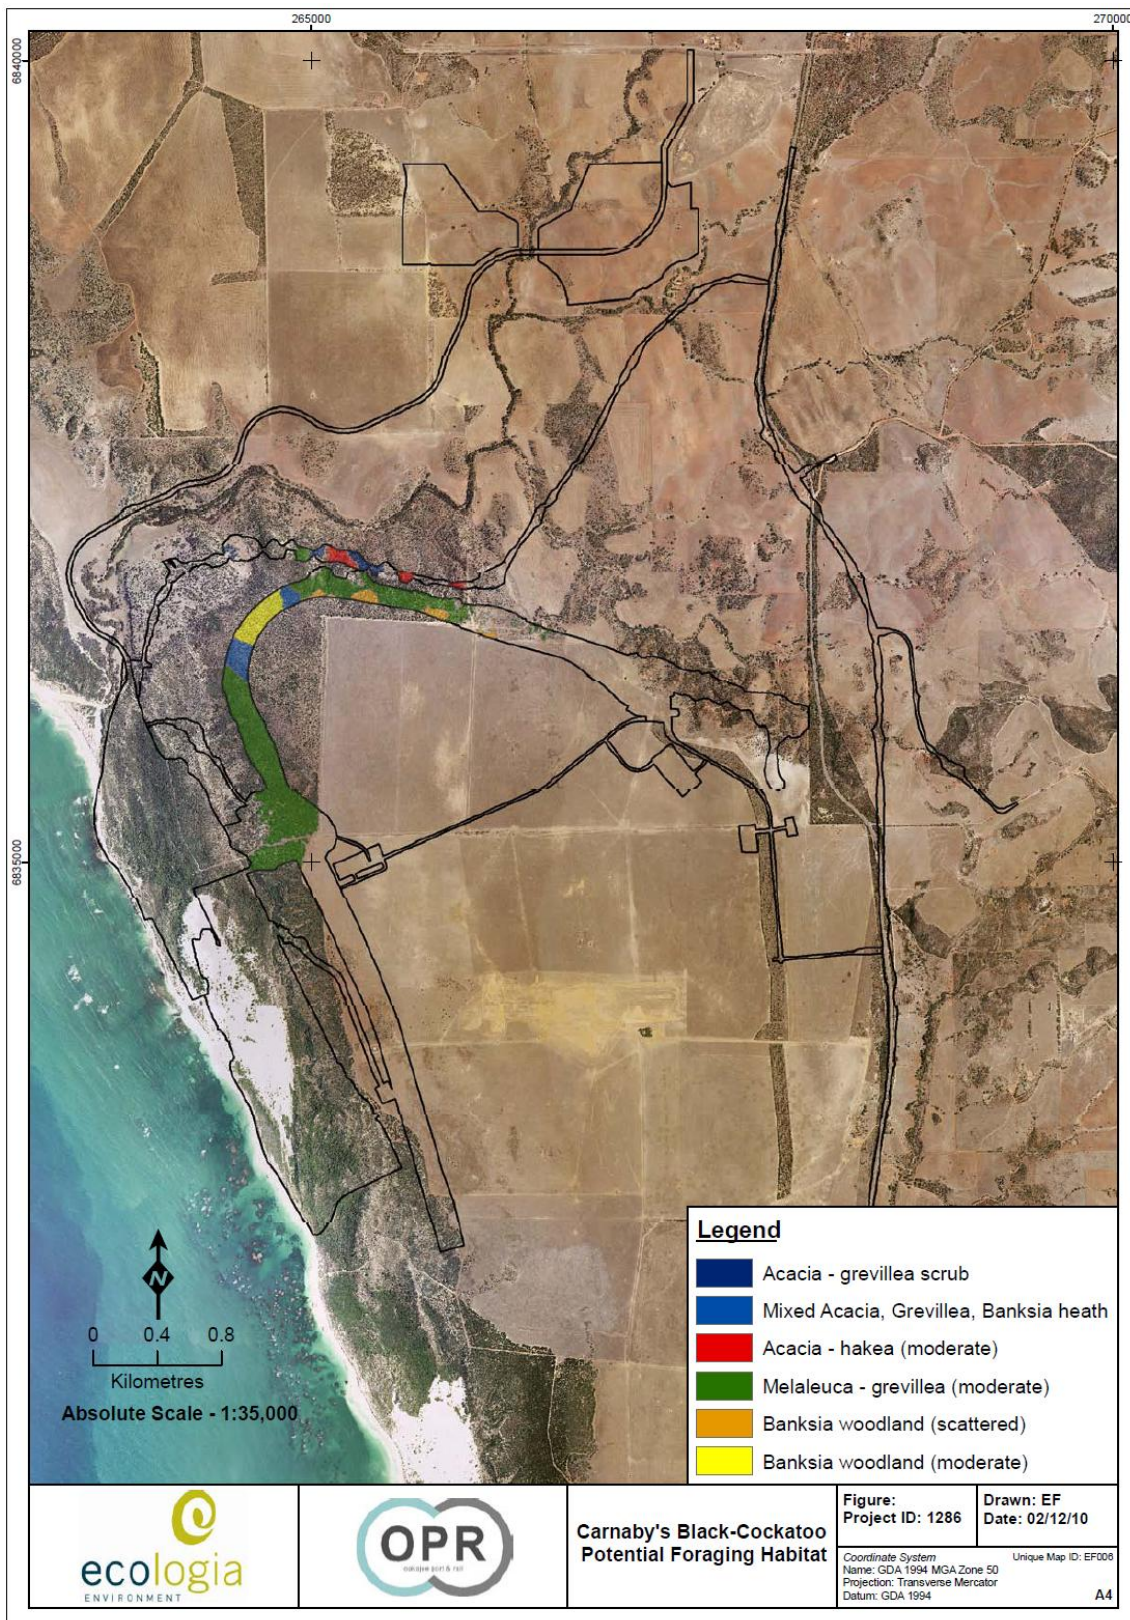 265000
270000
6840000
6835000
N
0 0.4 0.8
Kilometres
Absolute Scale - 1:35,000
Legend
Acacia - grevillea scrub
Mixed Acacia, Grevillea, Banksia heath
Acacia - hakea (moderate)
Melaleuca - grevillea (moderate)
Banksia woodland (scattered)
Banksia woodland (moderate)
ecologia
ENVIRONMENT
OPR
oakajee port & rail
Carnaby's Black-Cockatoo
Potential Foraging Habitat
Figure:
Project ID: 1286
Drawn: EF
Date: 02/12/10
Coordinate System
Name: GDA 1994 MGA Zone 50
Projection: Transverse Mercator
Datum: GDA 1994
Unique Map ID: EF006
A4